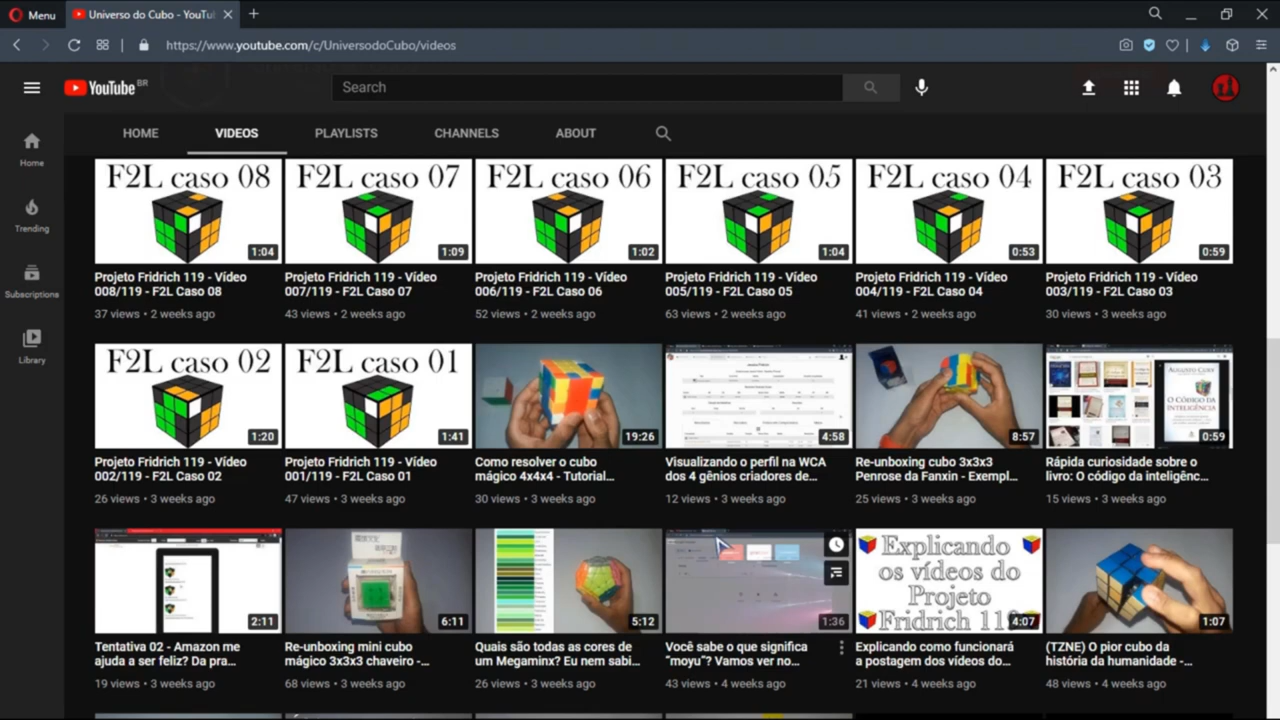 Menu
Universo do Cubo - YouTu
https://www.youtube.com/c/UniversodoCubo/videos
YouTube BR
Search
HOME
VIDEOS
PLAYLISTS
CHANNELS
ABOUT
Home
Trending
Subscriptions
Library
F2L caso 08
1:04
Projeto Fridrich 119 - Vídeo
008/119 - F2L Caso 08
37 views • 2 weeks ago
F2L caso 07
1:09
Projeto Fridrich 119 - Vídeo
007/119 - F2L Caso 07
43 views • 2 weeks ago
F2L caso 06
1:02
Projeto Fridrich 119 - Vídeo
006/119 - F2L Caso 06
52 views • 2 weeks ago
F2L caso 05
1:04
Projeto Fridrich 119 - Vídeo
005/119 - F2L Caso 05
63 views • 2 weeks ago
F2L caso 04
0:53
Projeto Fridrich 119 - Vídeo
004/119 - F2L Caso 04
41 views • 2 weeks ago
F2L caso 03
0:59
Projeto Fridrich 119 - Vídeo
003/119 - F2L Caso 03
30 views • 3 weeks ago
F2L caso 02
1:20
Projeto Fridrich 119 - Vídeo
002/119 - F2L Caso 02
26 views • 3 weeks ago
F2L caso 01
1:41
Projeto Fridrich 119 - Vídeo
001/119 - F2L Caso 01
47 views • 3 weeks ago
19:26
Como resolver o cubo
mágico 4x4x4 - Tutorial...
30 views • 3 weeks ago
4:58
Visualizando o perfil na WCA
dos 4 gênios criadores de...
12 views • 3 weeks ago
8:57
Re-unboxing cubo 3x3x3
Penrose da Fanxin - Exempl...
25 views • 3 weeks ago
AUGUSTO CURY
O CÓDIGO DA
INTELIGÊNCIA
0:59
Rápida curiosidade sobre o
livro: O código da inteligênc...
15 views • 3 weeks ago
2:11
Tentativa 02 - Amazon me
ajuda a ser feliz? Da pra...
19 views • 3 weeks ago
6:11
Re-unboxing mini cubo
mágico 3x3x3 chaveiro -...
68 views • 3 weeks ago
5:12
Quais são todas as cores de
um Megaminx? Eu nem sabi...
26 views • 3 weeks ago
1:36
Você sabe o que significa
"moyu"? Vamos ver no...
43 views • 4 weeks ago
Explicando
os vídeos do
Projeto
Fridrich 119
4:07
Explicando como funcionará
a postagem dos vídeos do...
21 views • 4 weeks ago
1:07
(TZNE) O pior cubo da
história da humanidade -...
48 views • 4 weeks ago